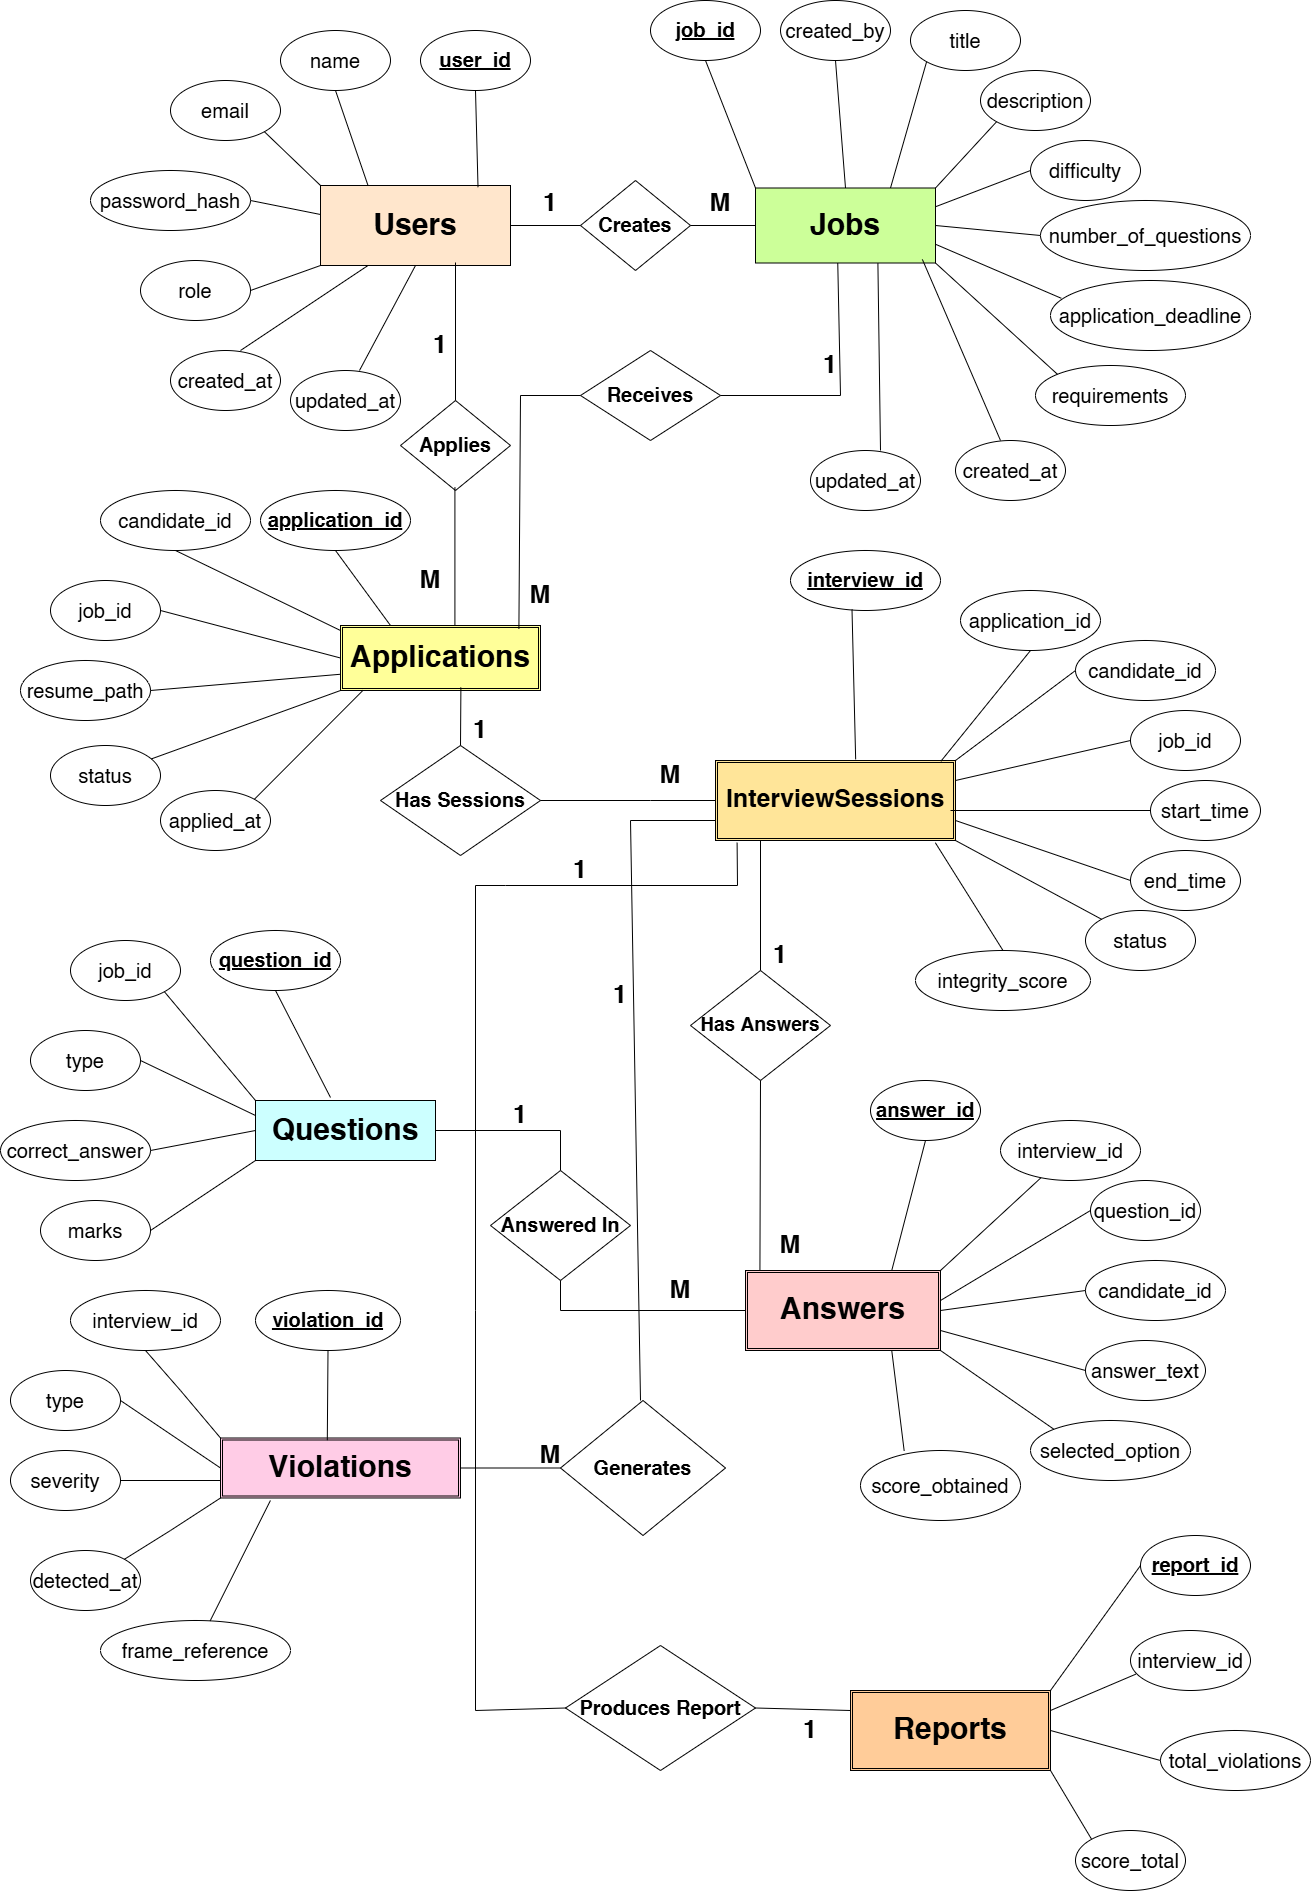 job_id
created_by
title
name
user_id
email
description
password_hash
difficulty
Users
1
Creates
M
Jobs
number_of_questions
role
application_deadline
created_at
updated_at
1
Receives
1
requirements
Applies
updated_at
created_at
candidate_id
application_id
M
M
interview_id
job_id
application_id
Applications
candidate_id
resume_path
1
job_id
status
M
Has Sessions
InterviewSessions
start_time
applied_at
1
end_time
status
job_id
question_id
1
1
integrity_score
Has Answers
type
Questions
1
answer_id
correct_answer
interview_id
marks
Answered In
question_id
M
M
Answers
candidate_id
interview_id
violation_id
answer_text
type
selected_option
Violations
M
Generates
severity
score_obtained
detected_at
report_id
frame_reference
interview_id
Produces Report
1
Reports
total_violations
score_total